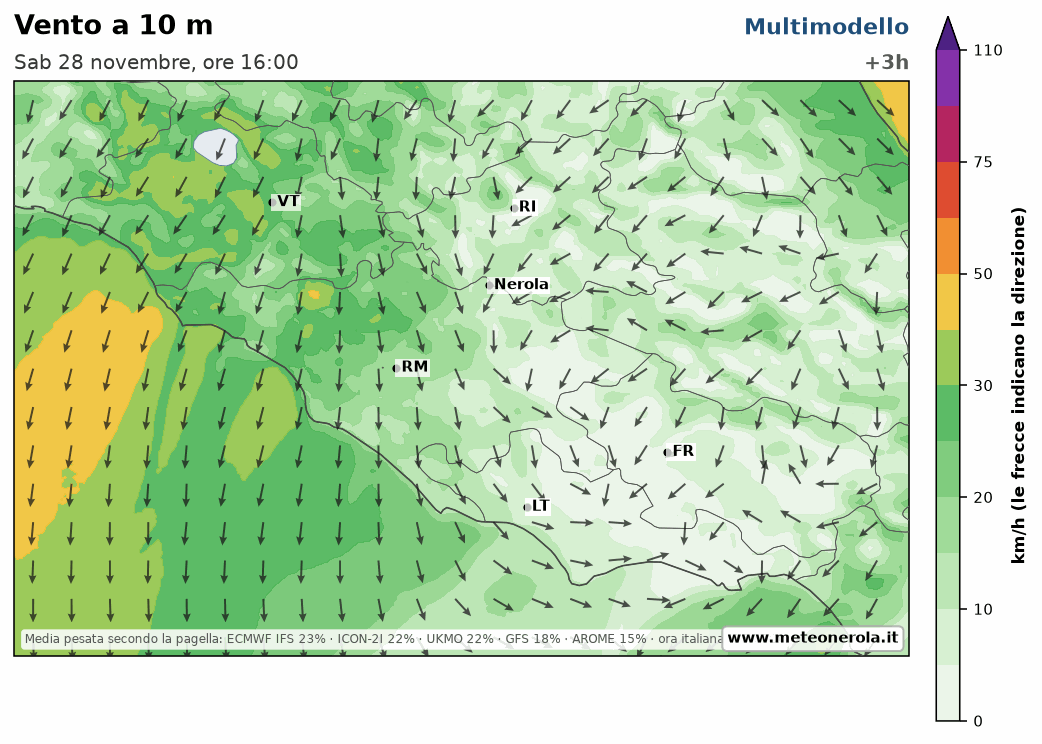 Vento a 10 m
Multimodello
Sab 28 novembre, ore 16:00
+3h
VT
RI
Nerola
RM
FR
LT
Media pesata secondo la pagella: ECMWF IFS 23% · ICON-2I 22% · UKMO 22% · GFS 18% · AROME 15% · ora italiana
www.meteonerola.it
110
75
50
30
20
10
0
km/h (le frecce indicano la direzione)